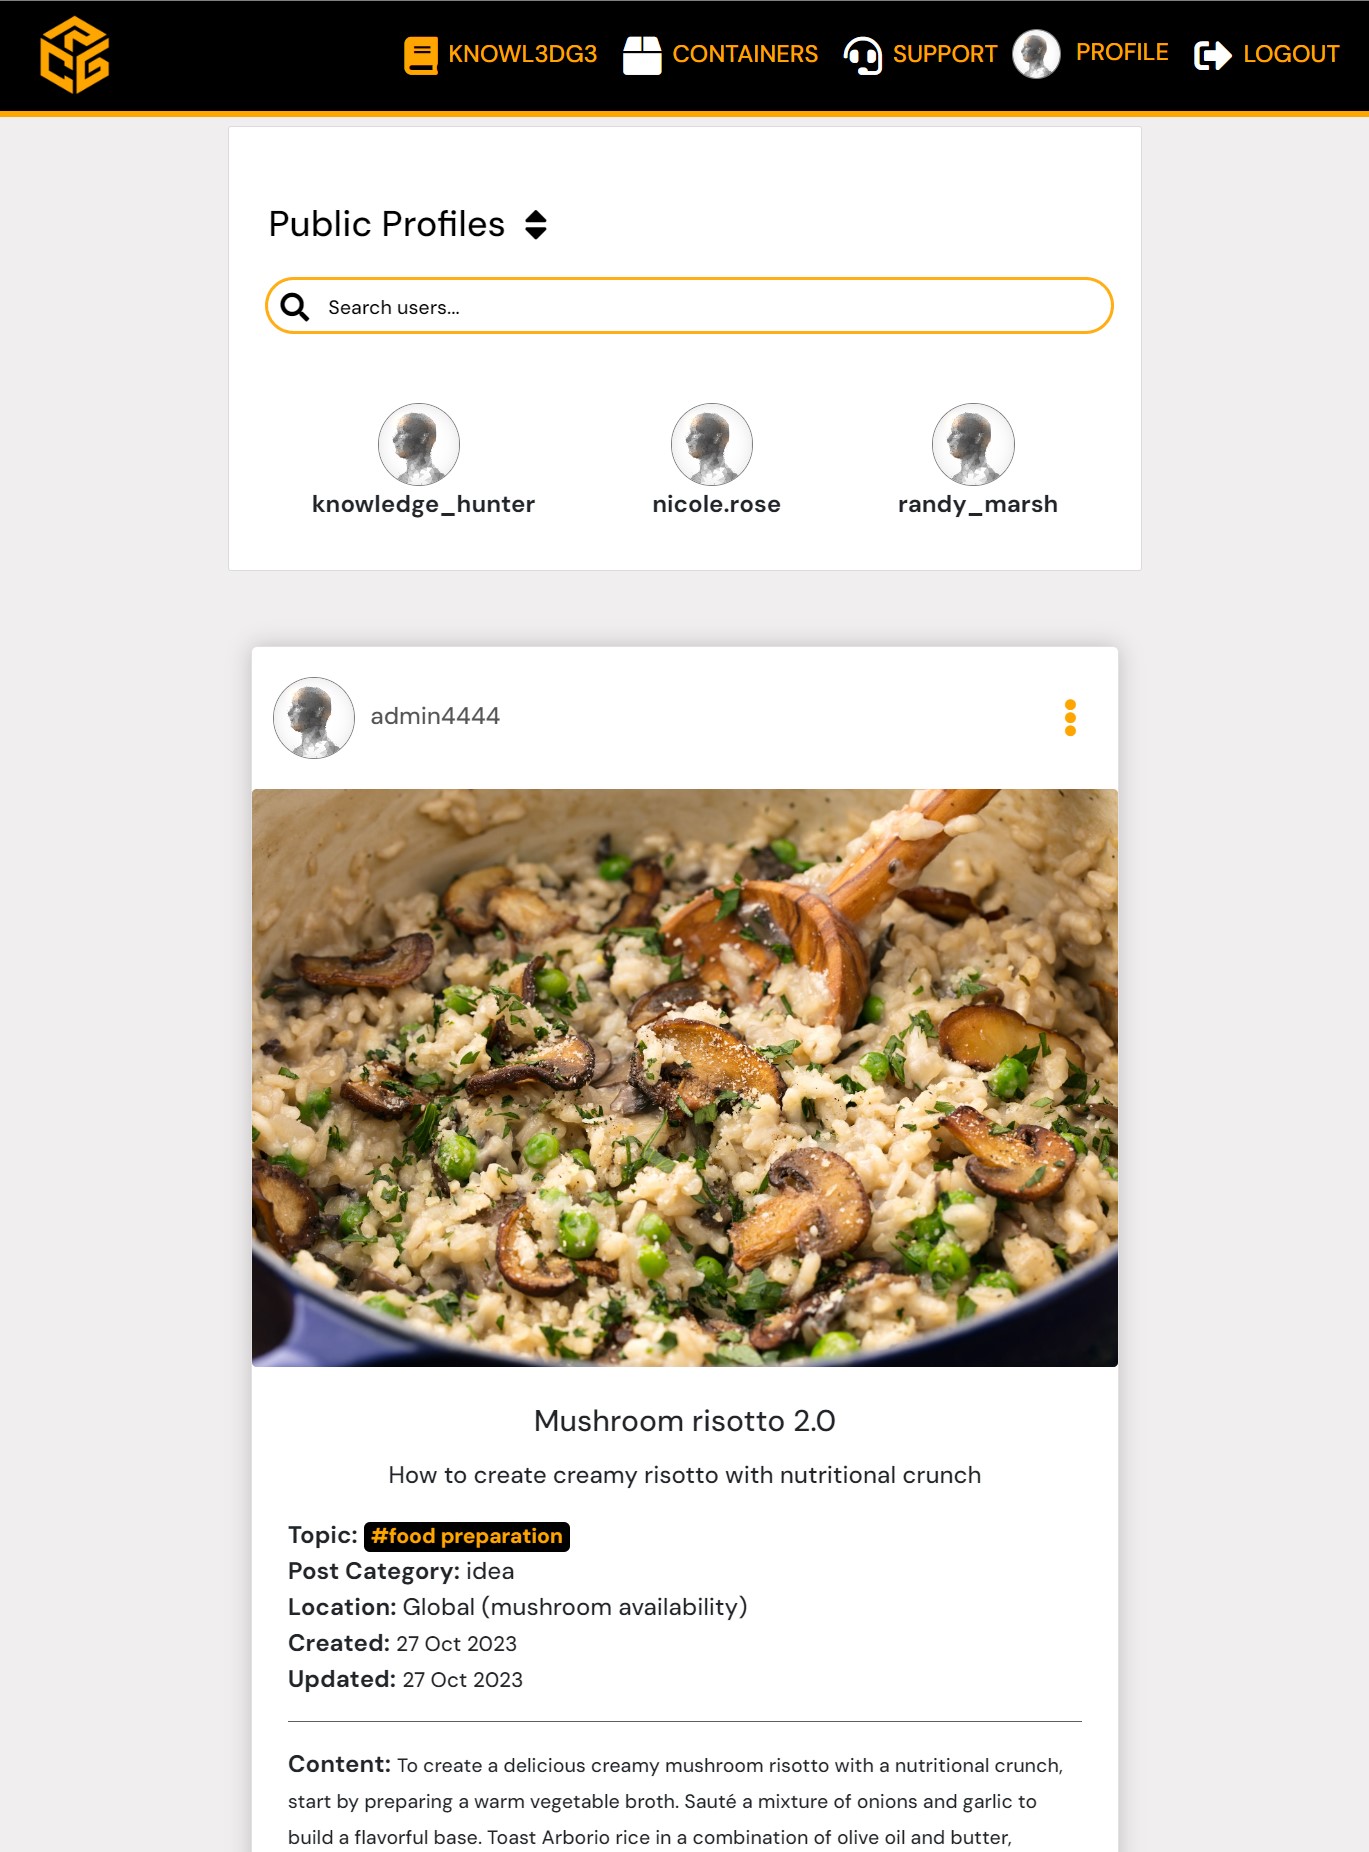 KNOWL3DG3 CONTAINERS SUPPORT PROFILE LOGOUT
Public Profiles
Search users...
knowledge_hunter nicole.rose randy_marsh
admin4444
Mushroom risotto 2.0
How to create creamy risotto with nutritional crunch
Topic: #food preparation
Post Category: idea
Location: Global (mushroom availability)
Created: 27 Oct 2023
Updated: 27 Oct 2023
Content: To create a delicious creamy mushroom risotto with a nutritional crunch,
start by preparing a warm vegetable broth. Sauté a mixture of onions and garlic to
build a flavorful base. Toast Arborio rice in a combination of olive oil and butter,